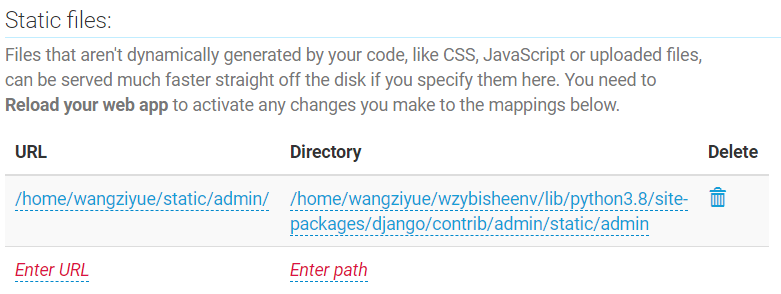 Static files:
Files that aren't dynamically generated by your code, like CSS, JavaScript or uploaded files,
can be served much faster straight off the disk if you specify them here. You need to
Reload your web app to activate any changes you make to the mappings below.
URL Directory Delete
/home/wangziyue/static/admin/ /home/wangziyue/wzybisheenv/lib/python3.8/site-
packages/django/contrib/admin/static/admin
Enter URL Enter path